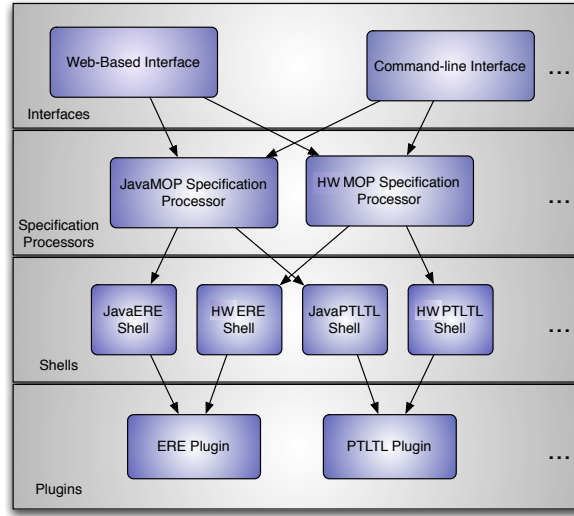 Web-Based Interface
Command-line Interface
...
Interfaces
JavaMOP Specification
Processor
HW MOP Specification
Processor
...
Specification
Processors
JavaERE
Shell
HW ERE
Shell
JavaPTLTL
Shell
HW PTLTL
Shell
...
Shells
ERE Plugin
PTLTL Plugin
...
Plugins